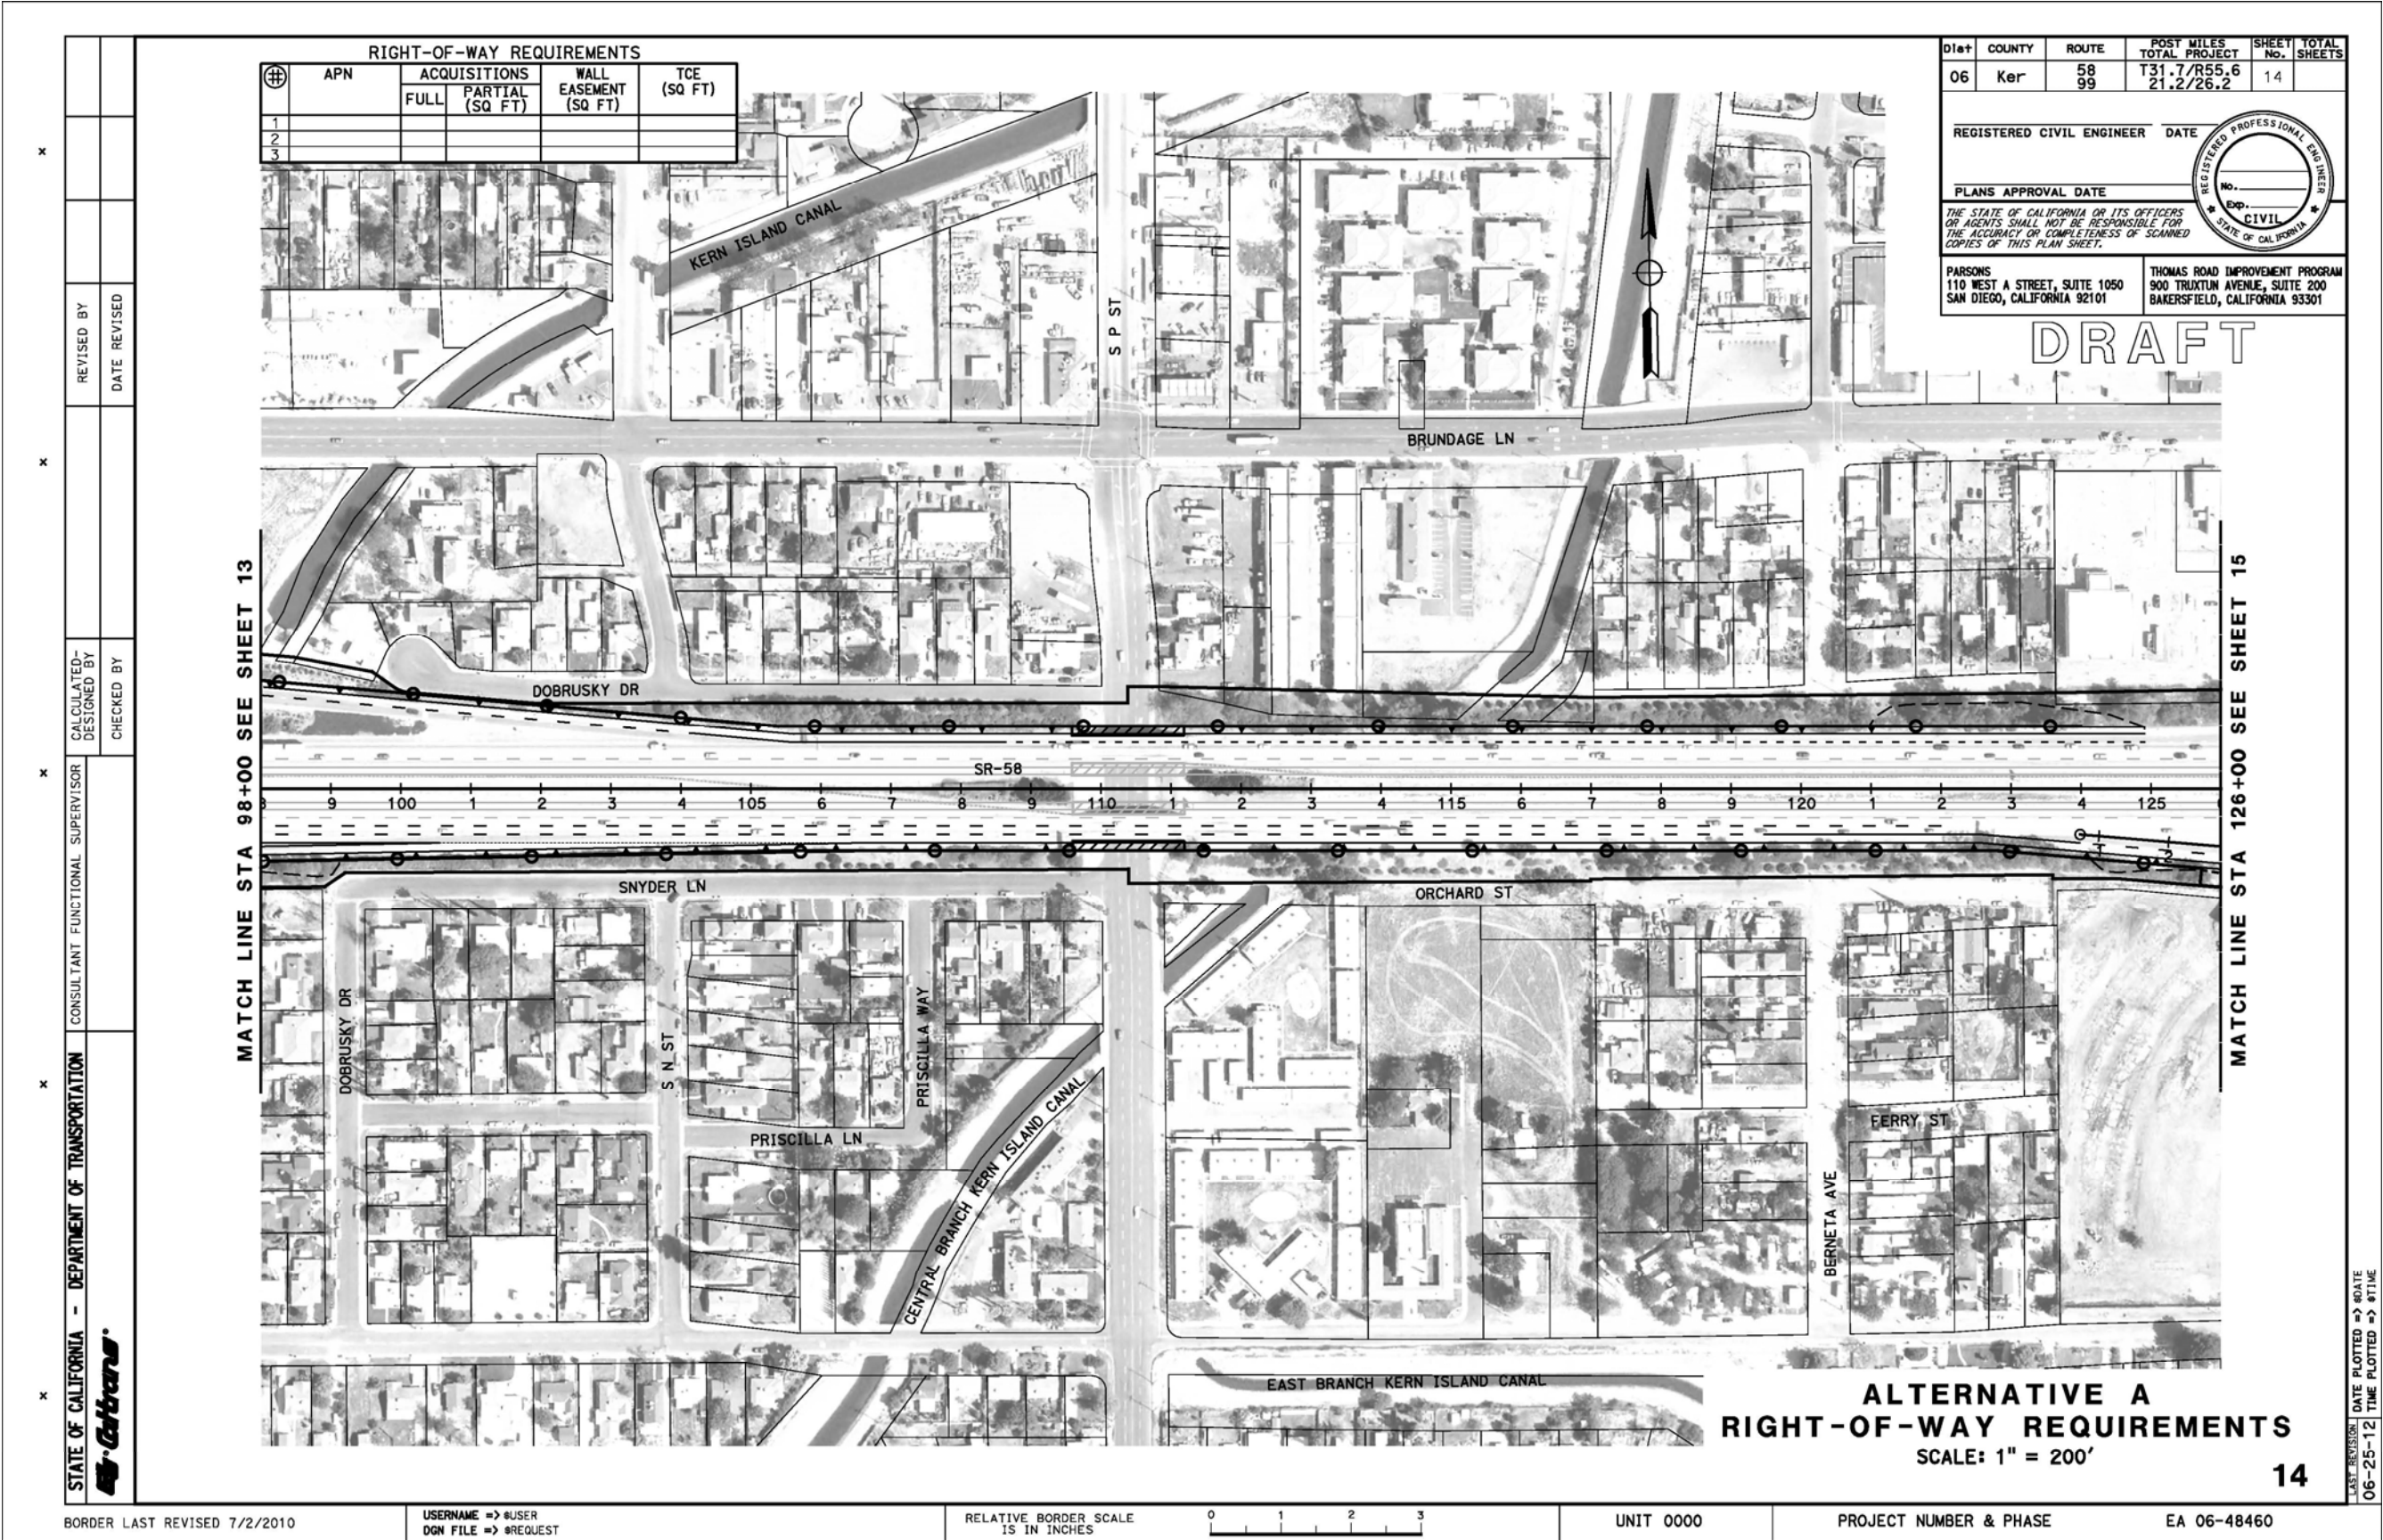 RIGHT-OF-WAY REQUIREMENTS
# APN ACQUISITIONS WALL EASEMENT (SQ FT) TCE (SQ FT)
FULL PARTIAL (SQ FT)
1
2
3
Dist COUNTY ROUTE POST MILES TOTAL PROJECT SHEET No. TOTAL SHEETS
06 Ker 58 99 T31.7/R55.6 21.2/26.2 14
REGISTERED CIVIL ENGINEER DATE
PLANS APPROVAL DATE
THE STATE OF CALIFORNIA OR ITS OFFICERS
OR AGENTS SHALL NOT BE RESPONSIBLE FOR
THE ACCURACY OR COMPLETENESS OF SCANNED
COPIES OF THIS PLAN SHEET.
REGISTERED PROFESSIONAL ENGINEER
No.
Exp.
CIVIL
STATE OF CALIFORNIA
PARSONS
110 WEST A STREET, SUITE 1050
SAN DIEGO, CALIFORNIA 92101
THOMAS ROAD IMPROVEMENT PROGRAM
900 TRUXTUN AVENUE, SUITE 200
BAKERSFIELD, CALIFORNIA 93301
DRAFT
KERN ISLAND CANAL
S P ST
BRUNDAGE LN
DOBRUSKY DR
SR-58
8 9 100 1 2 3 4 105 6 7 8 9 110 1 2 3 4 115 6 7 8 9 120 1 2 3 4 125
1 2
SNYDER LN
ORCHARD ST
DOBRUSKY DR
S N ST
PRISCILLA WAY
PRISCILLA LN
CENTRAL BRANCH KERN ISLAND CANAL
FERRY ST
BERNETA AVE
EAST BRANCH KERN ISLAND CANAL
MATCH LINE STA 98+00 SEE SHEET 13
MATCH LINE STA 126+00 SEE SHEET 15
ALTERNATIVE A
RIGHT-OF-WAY REQUIREMENTS
SCALE: 1" = 200'
14
REVISED BY
DATE REVISED
CALCULATED-
DESIGNED BY
CHECKED BY
CONSULTANT FUNCTIONAL SUPERVISOR
STATE OF CALIFORNIA - DEPARTMENT OF TRANSPORTATION
Caltrans
x
x
x
x
x
LAST REVISION
06-25-12
DATE PLOTTED => $DATE
TIME PLOTTED => $TIME
BORDER LAST REVISED 7/2/2010
USERNAME => $USER
DGN FILE => $REQUEST
RELATIVE BORDER SCALE
IS IN INCHES
0 1 2 3
UNIT 0000
PROJECT NUMBER & PHASE
EA 06-48460